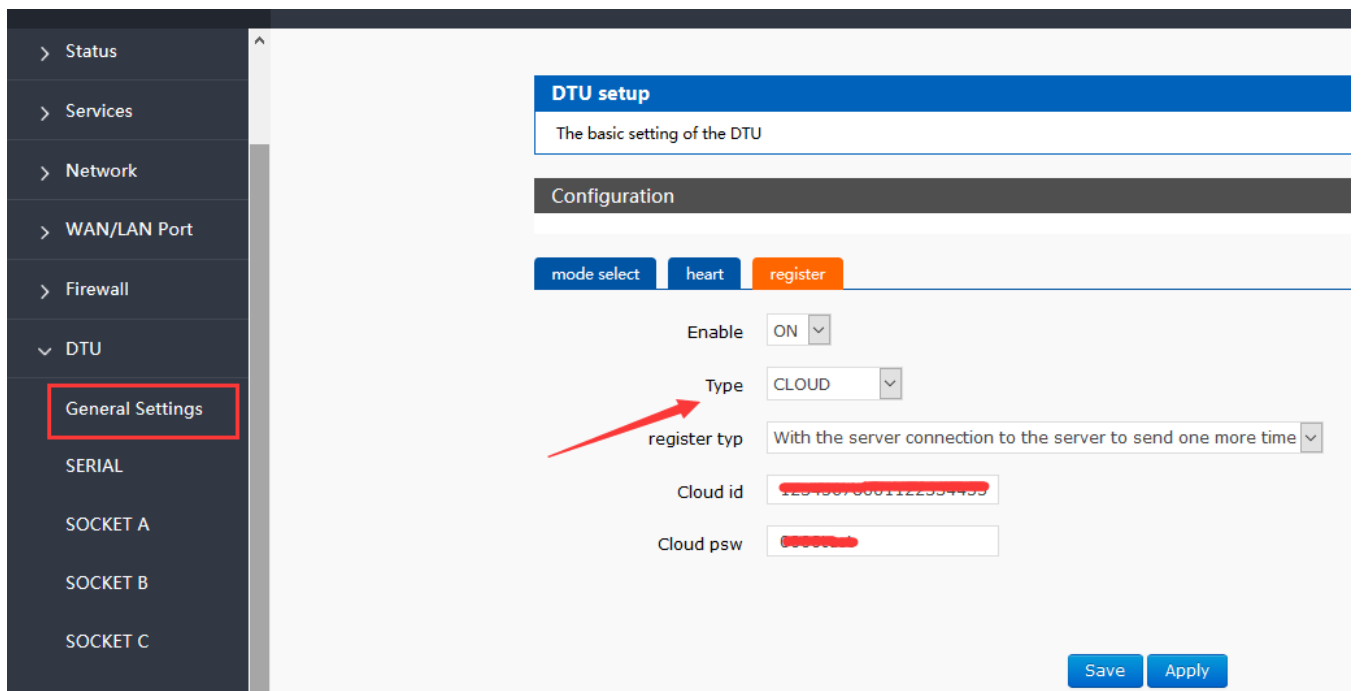 Status
Services
Network
WAN/LAN Port
Firewall
DTU
General Settings
SERIAL
SOCKET A
SOCKET B
SOCKET C
DTU setup
The basic setting of the DTU
Configuration
mode select heart register
Enable ON
Type CLOUD
register typ With the server connection to the server to send one more time
Cloud id
Cloud psw
Save Apply